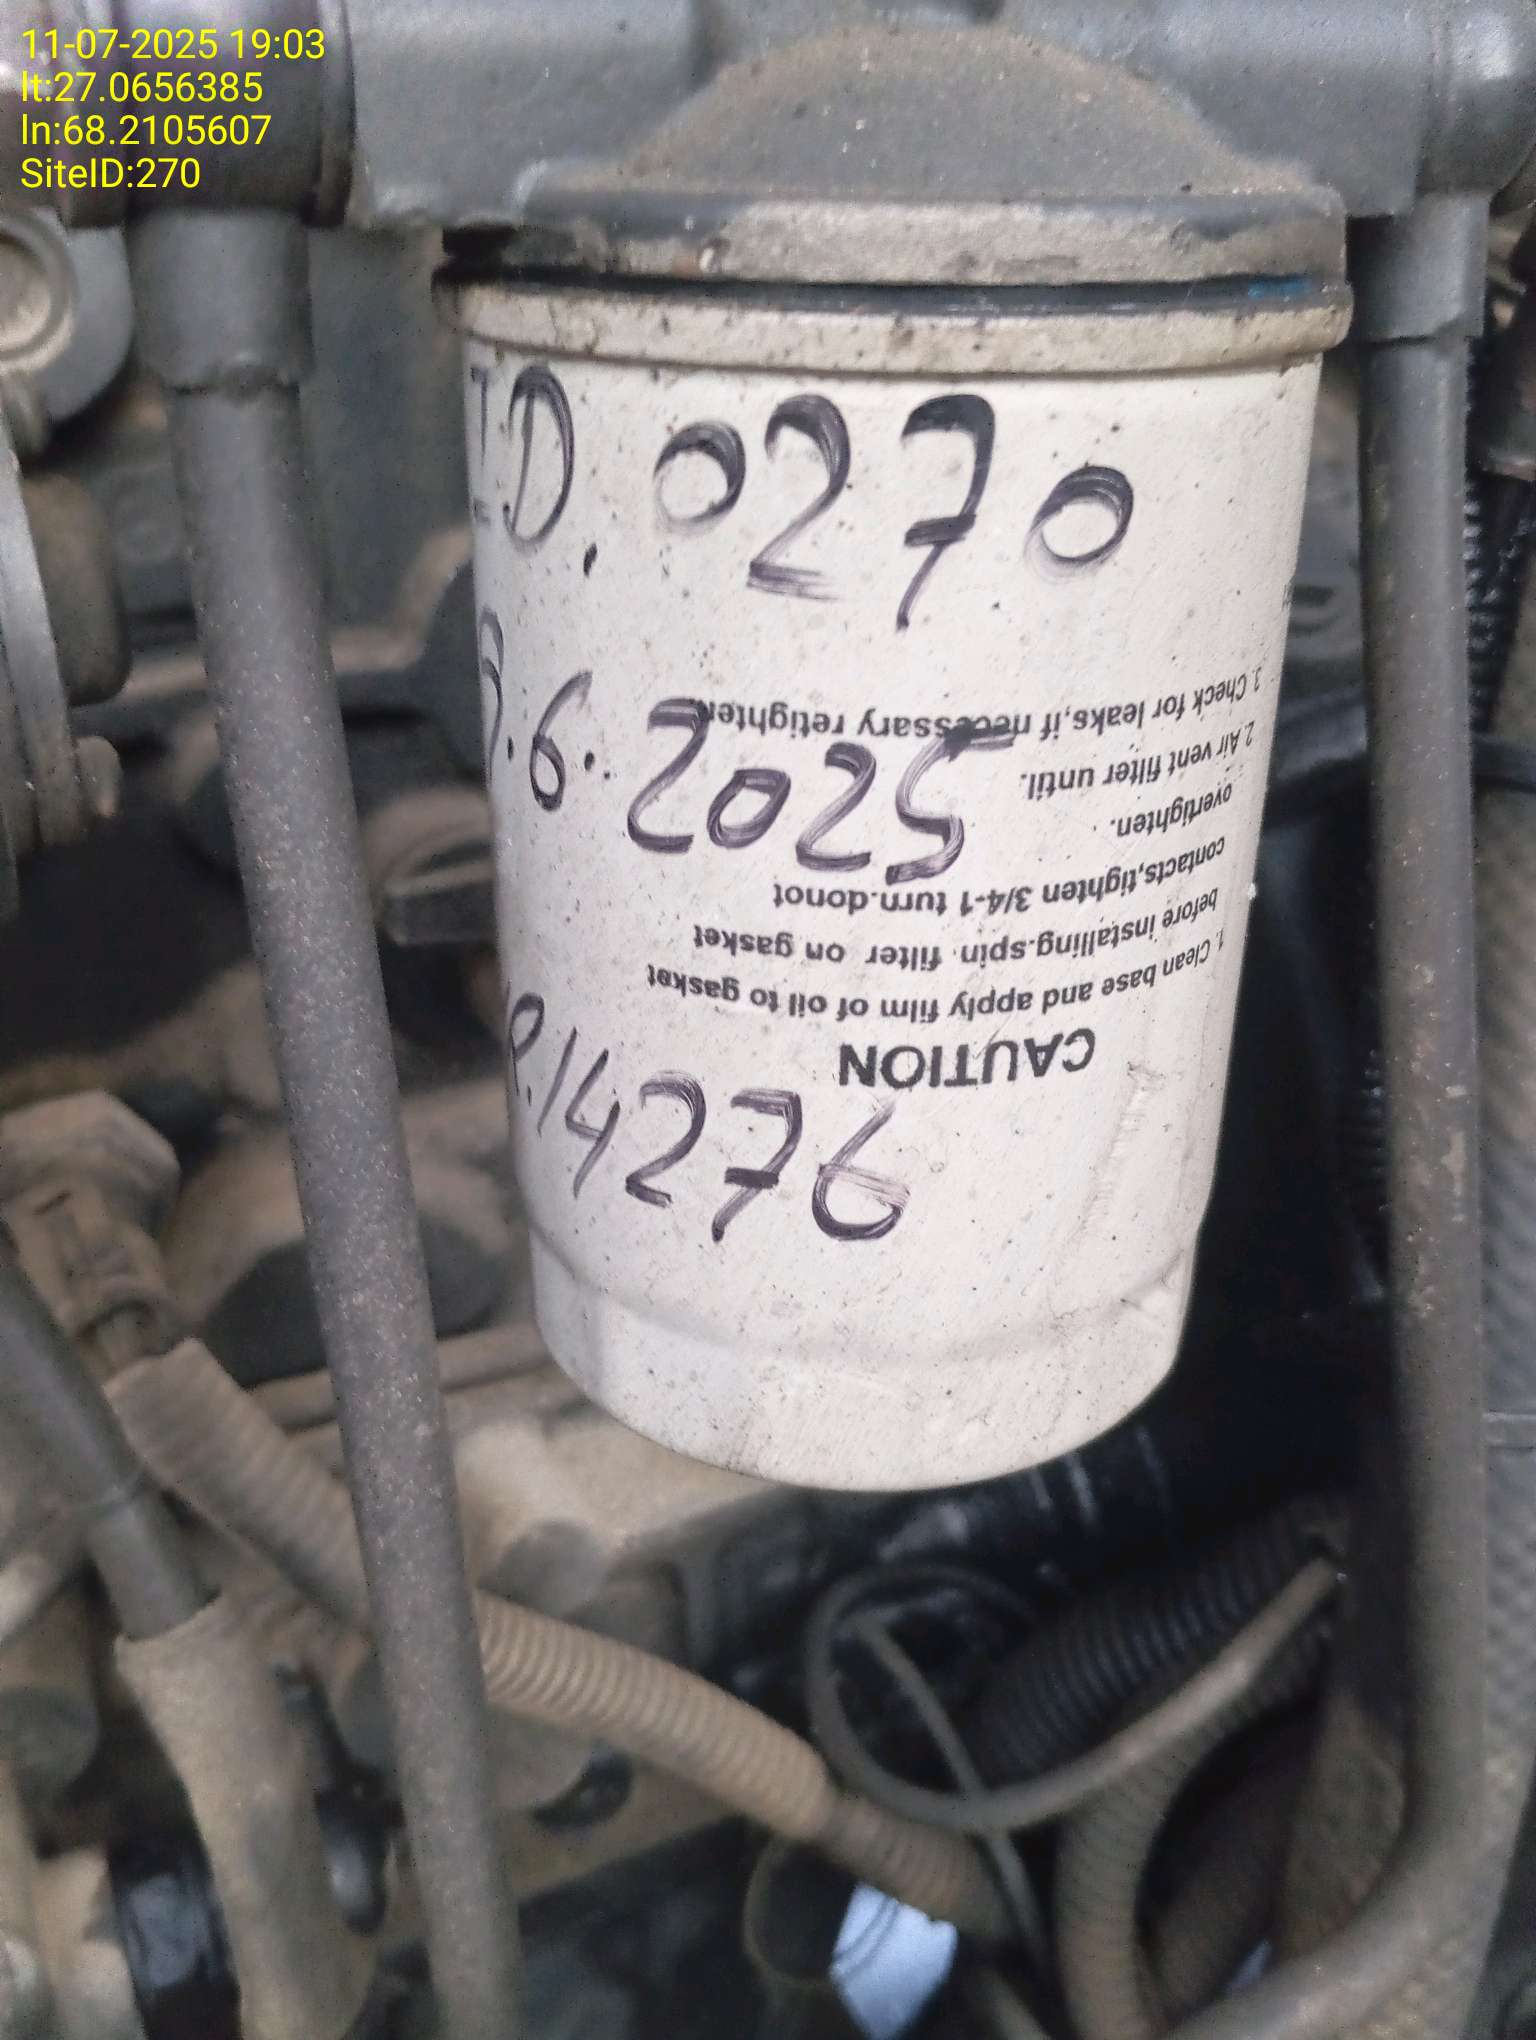 11-07-2025 19:03
lt:27.0656385
ln:68.2105607
SiteID:270
ID. 0270
7.6.2025
P.14276
CAUTION
1. Clean base and apply film of oil to gasket
before installing.spin filter on gasket
contacts,tighten 3/4-1 turn.donot
overtighten.
2. Air vent filter until.
3. Check for leaks,if necessary retighten